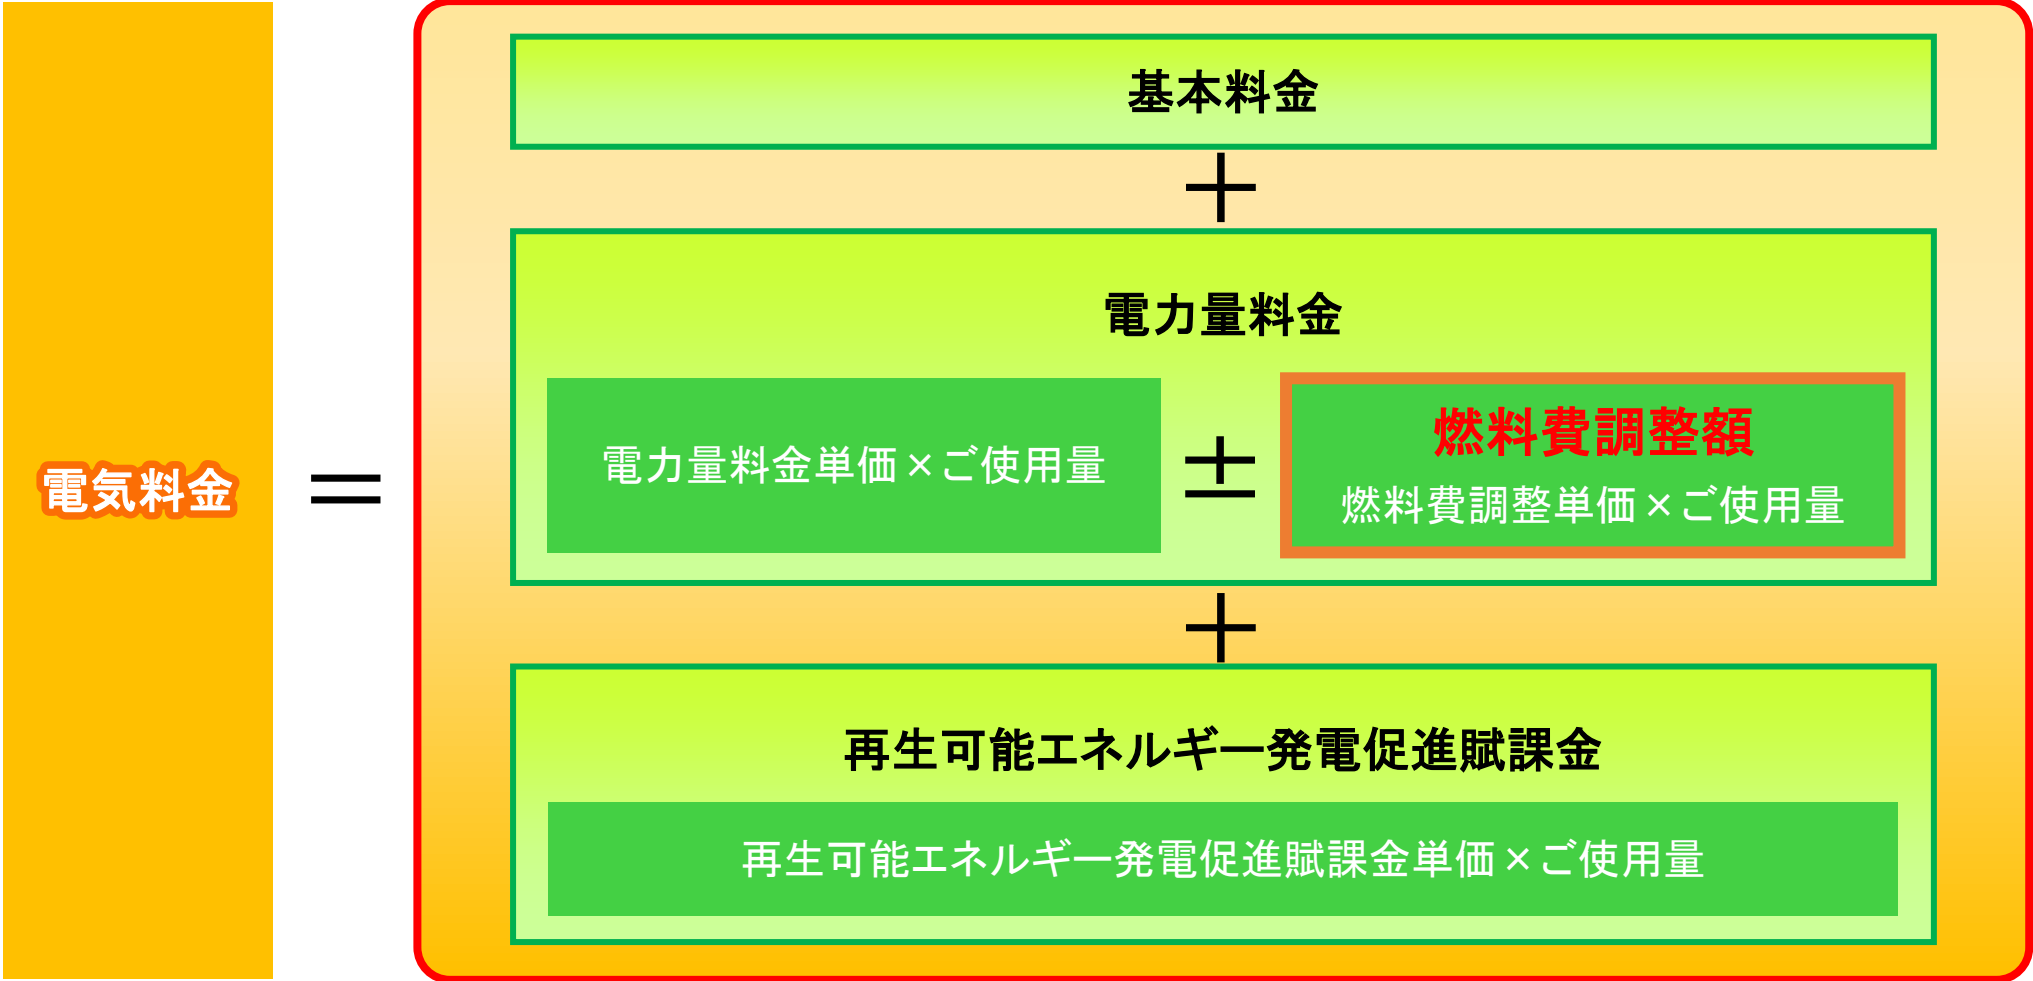 電気料金
＝
基本料金
＋
電力量料金
電力量料金単価×ご使用量
±
燃料費調整額
燃料費調整単価×ご使用量
＋
再生可能エネルギー発電促進賦課金
再生可能エネルギー発電促進賦課金単価×ご使用量